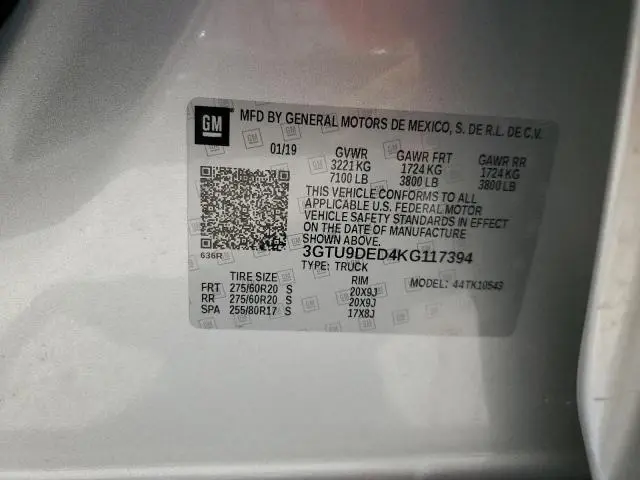 GM
MFD BY GENERAL MOTORS DE MEXICO, S. DE R.L. DE C.V.
01/19 GVWR GAWR FRT GAWR RR
3221 KG 1724 KG 1724 KG
7100 LB 3800 LB 3800 LB
THIS VEHICLE CONFORMS TO ALL
APPLICABLE U.S. FEDERAL MOTOR
VEHICLE SAFETY STANDARDS IN EFFECT
ON THE DATE OF MANUFACTURE
SHOWN ABOVE.
636R
3GTU9DED4KG117394
TYPE: TRUCK
TIRE SIZE RIM MODEL: 44TK10543
FRT 275/60R20 S 20X9J
RR 275/60R20 S 20X9J
SPA 255/80R17 S 17X8J